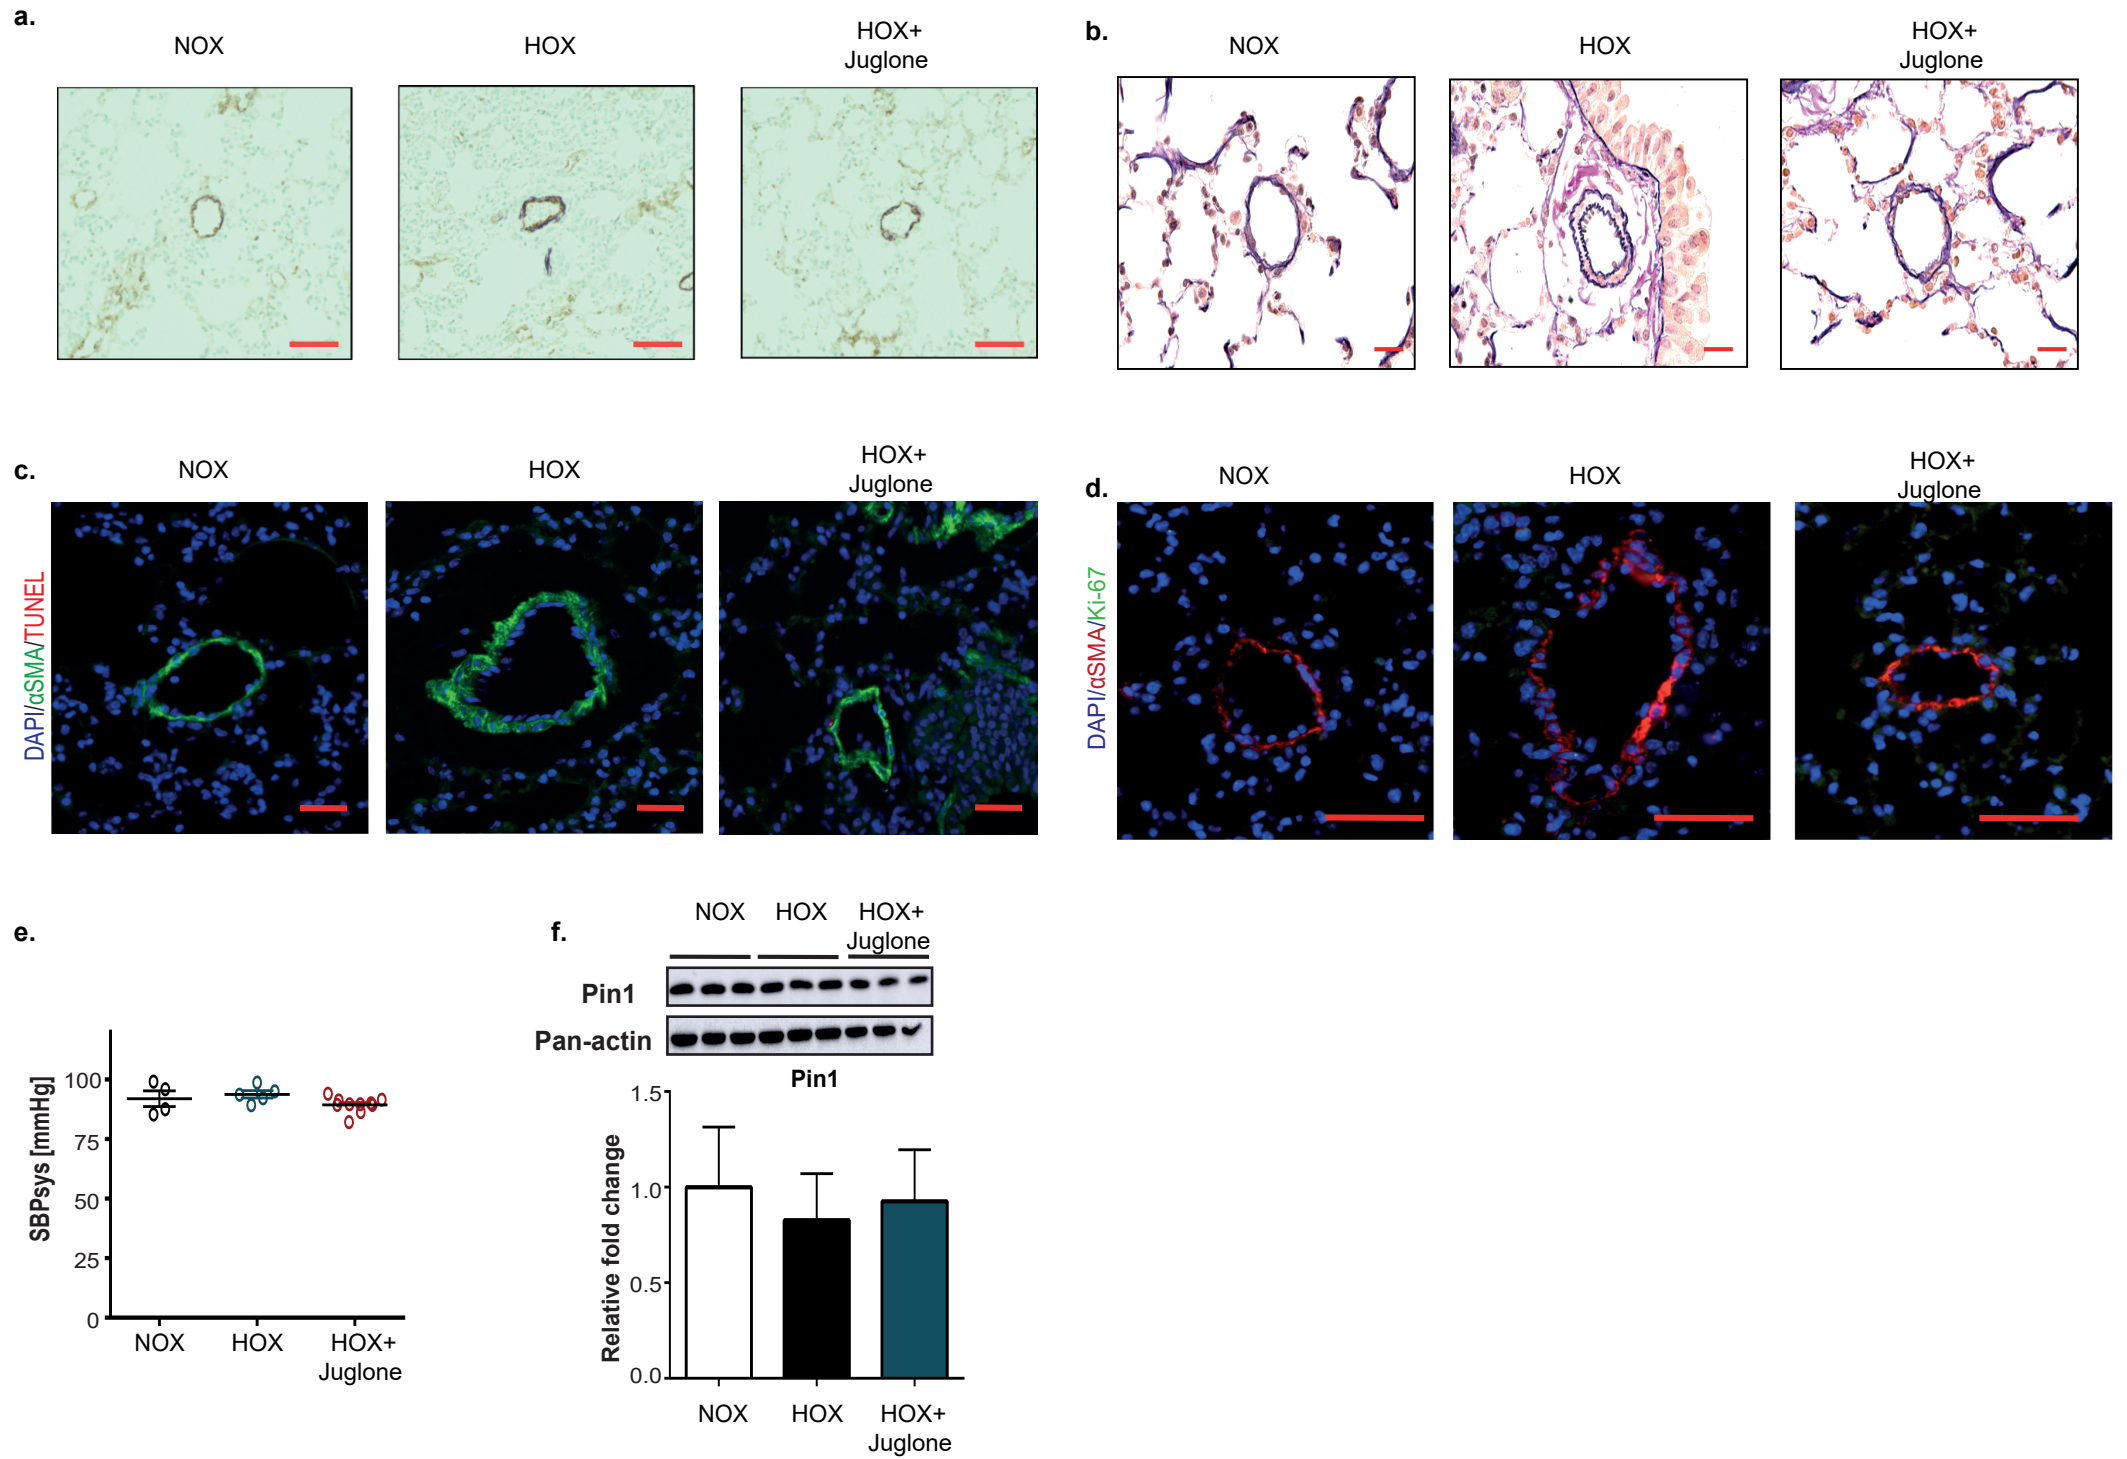 a.
NOX
HOX
HOX+
Juglone
b.
NOX
HOX
HOX+
Juglone
c.
NOX
HOX
HOX+
Juglone
DAPI/αSMA/TUNEL
d.
NOX
HOX
HOX+
Juglone
DAPI/αSMA/Ki-67
e.
SBPsys [mmHg]
100
75
50
25
0
NOX
HOX
HOX+
Juglone
f.
NOX
HOX
HOX+
Juglone
Pin1
Pan-actin
Pin1
Relative fold change
1.5
1.0
0.5
0.0
NOX
HOX
HOX+
Juglone